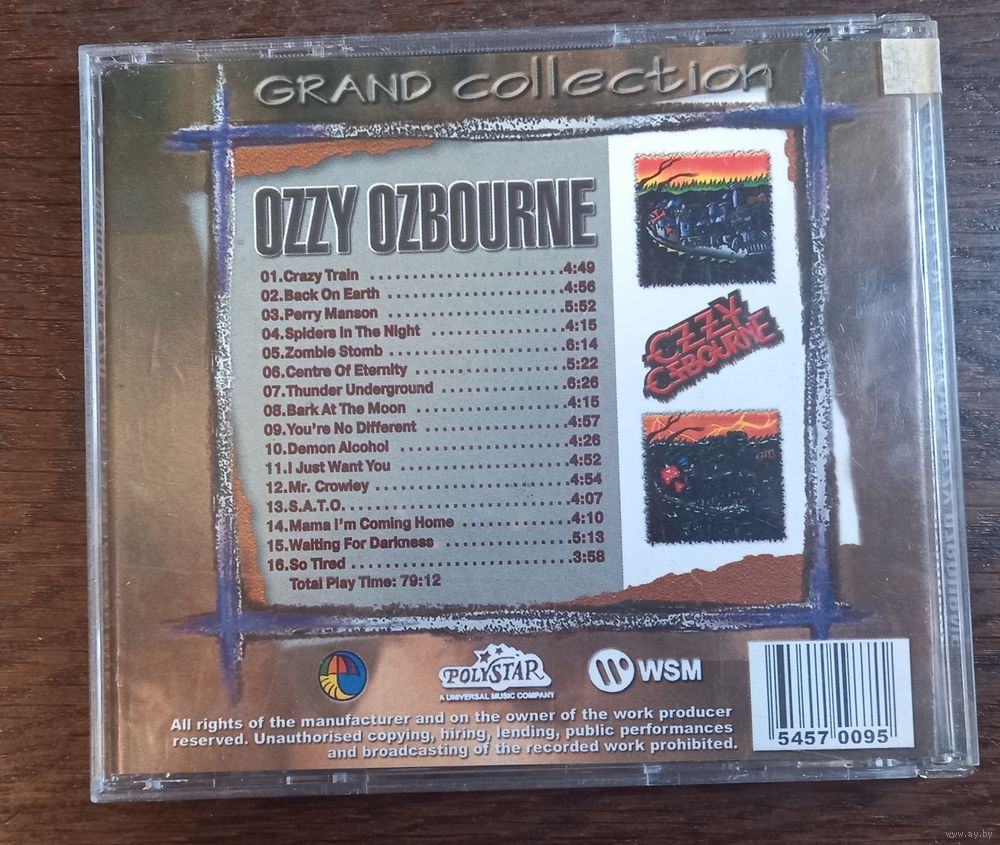 GRAND collection
OZZY OZBOURNE
01.Crazy Train ........................4:49
02.Back On Earth ......................4:56
03.Perry Manson .......................5:52
04.Spiders In The Night ...............4:15
05.Zombie Stomb .......................6:14
06.Centre Of Eternity .................5:22
07.Thunder Underground ................6:26
08.Bark At The Moon ...................4:15
09.You're No Different ................4:57
10.Demon Alcohol ......................4:26
11.I Just Want You ....................4:52
12.Mr. Crowley ........................4:54
13.S.A.T.O. ...........................4:07
14.Mama I'm Coming Home ...............4:10
15.Waiting For Darkness ...............5:13
16.So Tired ...........................3:58
Total Play Time: 79:12
OZZY
OSBOURNE
POLYSTAR
A UNIVERSAL MUSIC COMPANY
WSM
All rights of the manufacturer and on the owner of the work producer
reserved. Unauthorised copying, hiring, lending, public performances
and broadcasting of the recorded work prohibited.
5457 0095
www.ay.by